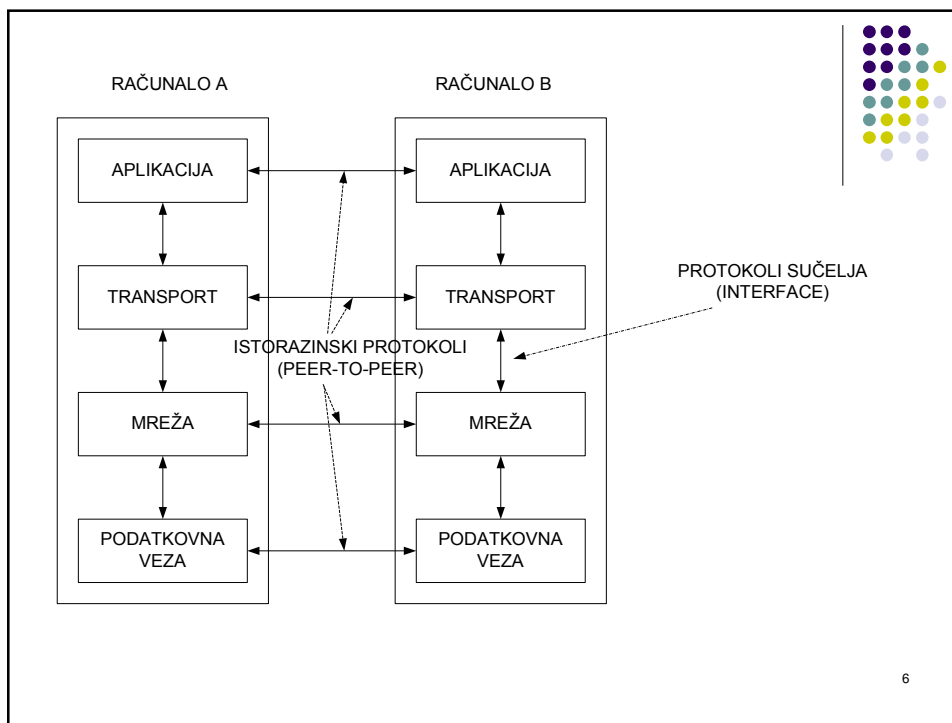 RAČUNALO A
RAČUNALO B
APLIKACIJA
APLIKACIJA
TRANSPORT
TRANSPORT
PROTOKOLI SUČELJA
(INTERFACE)
ISTORAZINSKI PROTOKOLI
(PEER-TO-PEER)
MREŽA
MREŽA
PODATKOVNA
VEZA
PODATKOVNA
VEZA
6